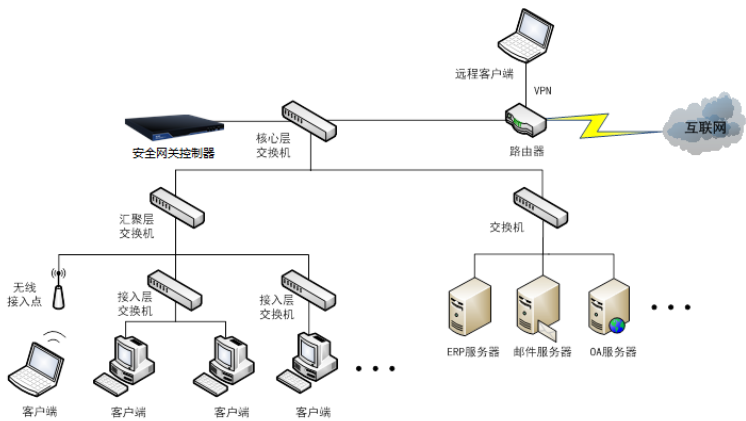 远程客户端
VPN
互联网
核心层
交换机
安全网关控制器
路由器
汇聚层
交换机
交换机
无线
接入点
接入层
交换机
接入层
交换机
ERP服务器
邮件服务器
OA服务器
客户端
客户端
客户端
客户端